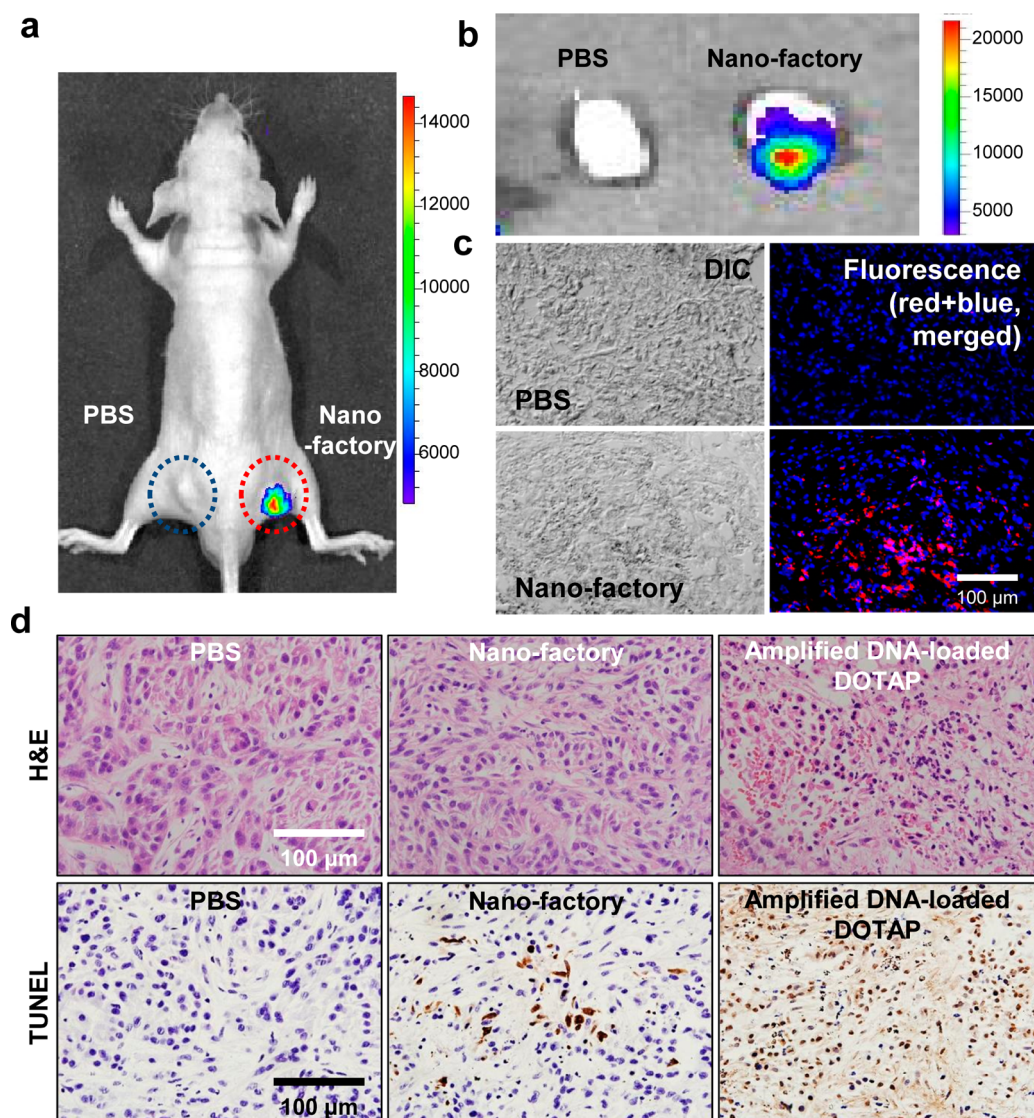 a
14000
12000
10000
8000
6000
PBS
Nano
-factory
b
PBS
Nano-factory
20000
15000
10000
5000
c
DIC
PBS
Fluorescence
(red+blue,
merged)
Nano-factory
100 µm
d
H&E
PBS
100 µm
Nano-factory
Amplified DNA-loaded
DOTAP
TUNEL
PBS
100 µm
Nano-factory
Amplified DNA-loaded
DOTAP